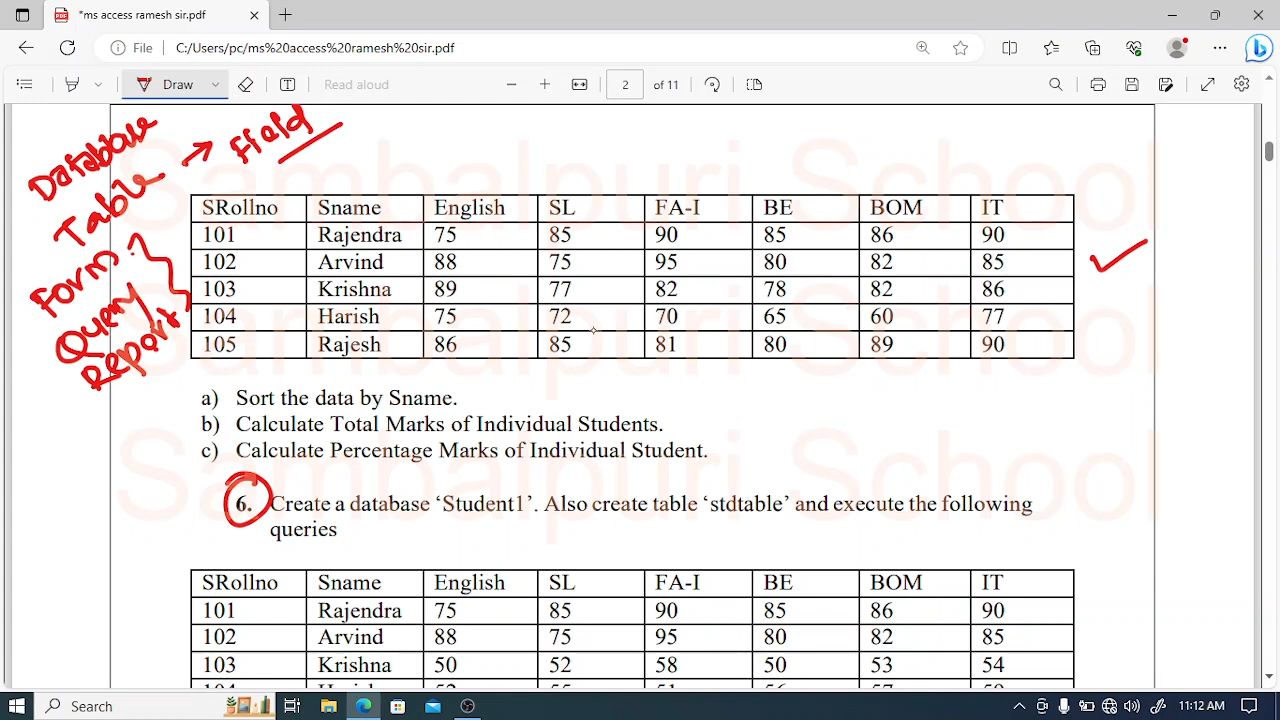 *ms access ramesh sir.pdf
File C:/Users/pc/ms%20access%20ramesh%20sir.pdf
Draw Read aloud 2 of 11
Database
Table → Field
Form
Query
Report
SRollno Sname English SL FA-I BE BOM IT
101 Rajendra 75 85 90 85 86 90
102 Arvind 88 75 95 80 82 85
103 Krishna 89 77 82 78 82 86
104 Harish 75 72 70 65 60 77
105 Rajesh 86 85 81 80 89 90
a) Sort the data by Sname.
b) Calculate Total Marks of Individual Students.
c) Calculate Percentage Marks of Individual Student.
6. Create a database ‘Student1’. Also create table ‘stdtable’ and execute the following
queries
SRollno Sname English SL FA-I BE BOM IT
101 Rajendra 75 85 90 85 86 90
102 Arvind 88 75 95 80 82 85
103 Krishna 50 52 58 50 53 54
Sambalpuri School
Sambalpuri School
Sambalpuri School
Search 11:12 AM